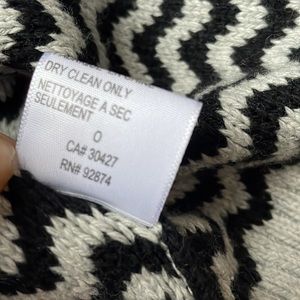 DRY CLEAN ONLY
NETTOYAGE A SEC
SEULEMENT
0
CA# 30427
RN# 92874